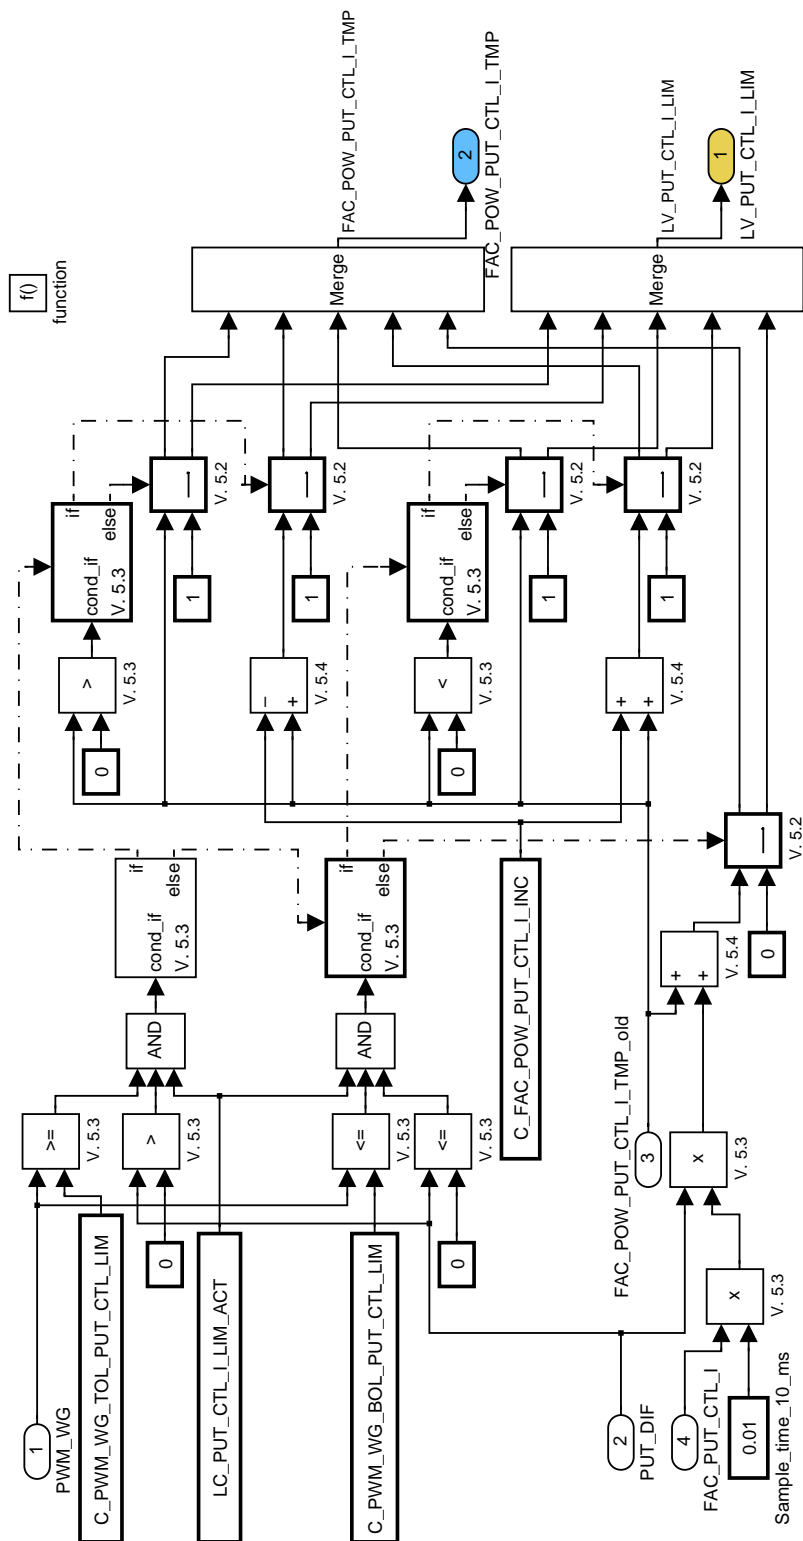 f()
function
1
PWM_WG
C_PWM_WG_TOL_PUT_CTL_LIM
0
LC_PUT_CTL_I_LIM_ACT
C_PWM_WG_BOL_PUT_CTL_LIM
0
2
PUT_DIF
4
FAC_PUT_CTL_I
0.01
Sample_time_10_ms
>=
V. 5.3
>
V. 5.3
<=
V. 5.3
<=
V. 5.3
x
V. 5.3
x
V. 5.3
AND
AND
FAC_POW_PUT_CTL_I_TMP_old
3
C_FAC_POW_PUT_CTL_I_INC
cond_if
V. 5.3
if
else
cond_if
V. 5.3
if
else
+
+
V. 5.4
0
V. 5.2
0
>
V. 5.3
−
+
V. 5.4
0
<
V. 5.3
+
+
V. 5.4
cond_if
V. 5.3
if
else
1
V. 5.2
1
V. 5.2
cond_if
V. 5.3
if
else
1
V. 5.2
1
V. 5.2
Merge
FAC_POW_PUT_CTL_I_TMP
2
FAC_POW_PUT_CTL_I_TMP
Merge
LV_PUT_CTL_I_LIM
1
LV_PUT_CTL_I_LIM